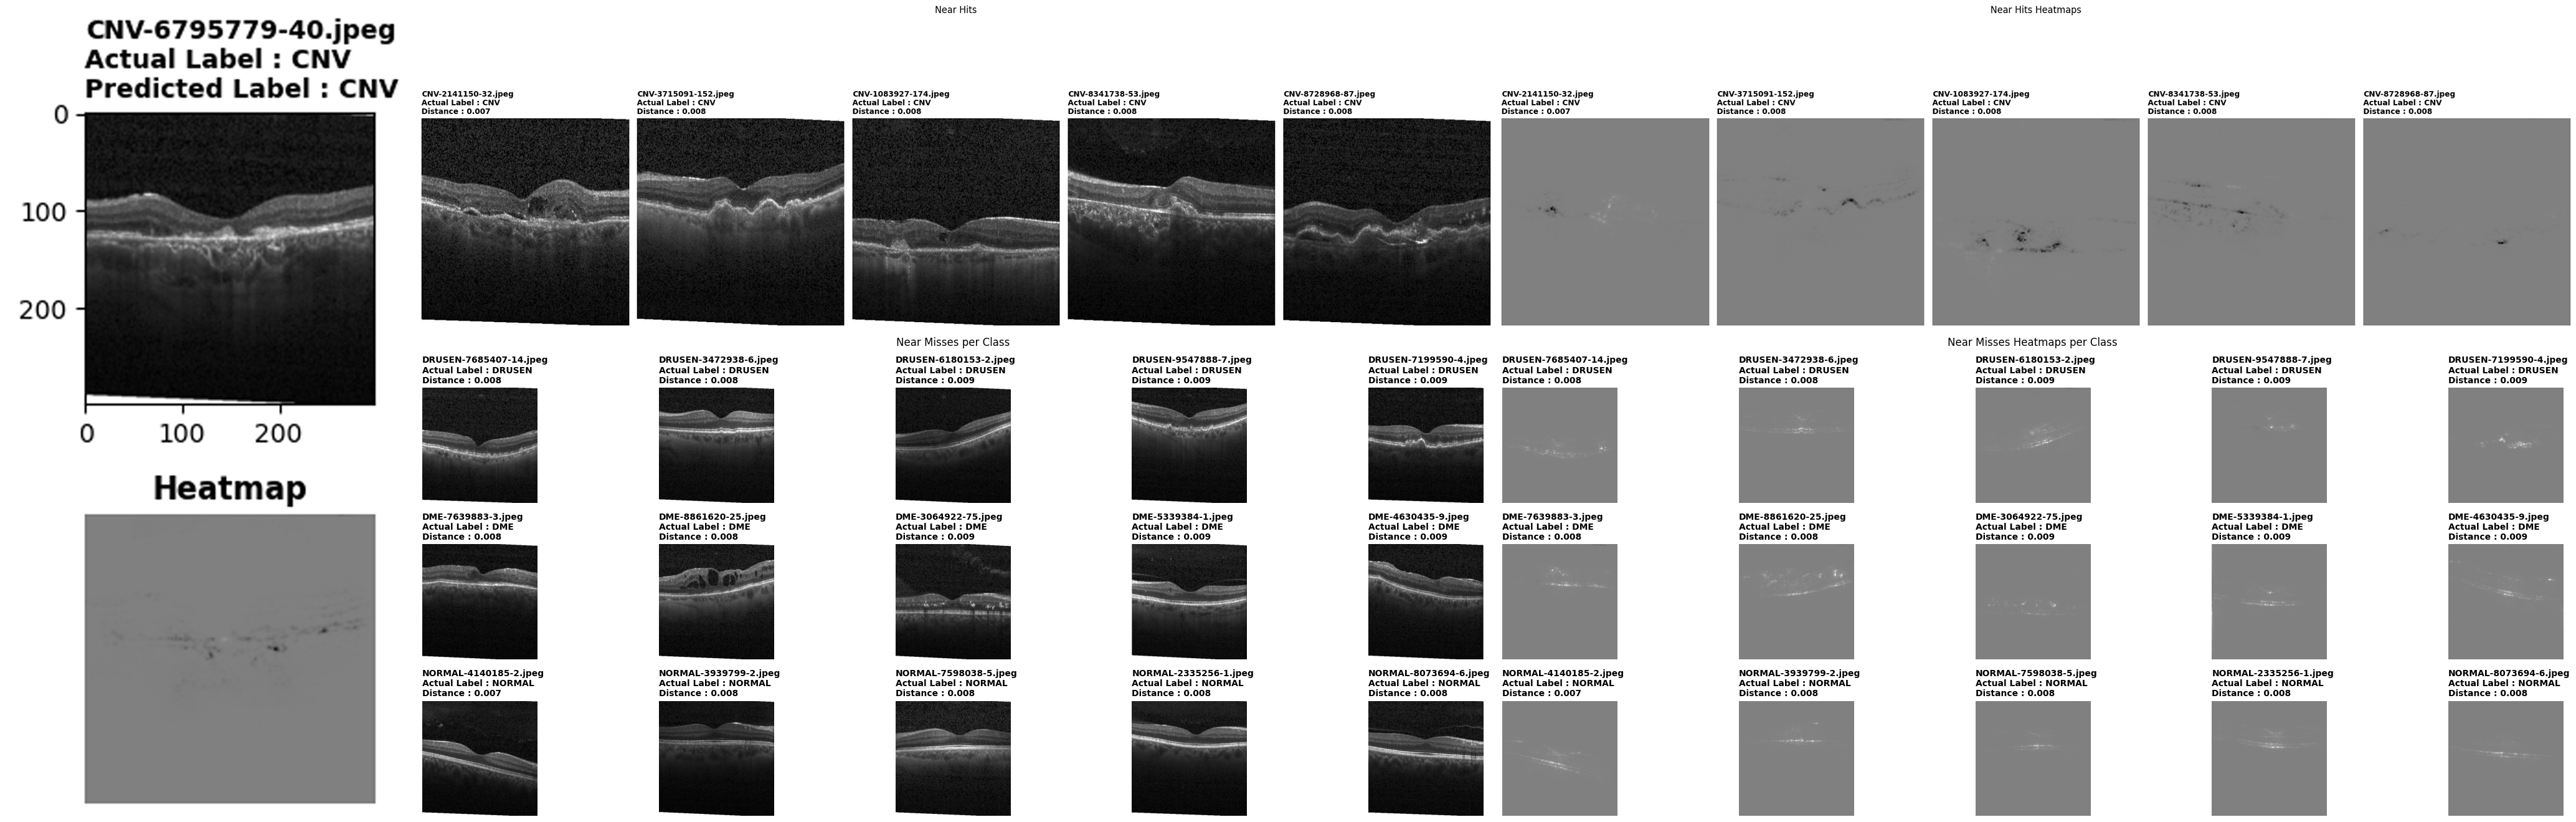 CNV-6795779-40.jpeg
Actual Label : CNV
Predicted Label : CNV
0
100
200
0
100
200
Heatmap
Near Hits
CNV-2141150-32.jpeg
Actual Label : CNV
Distance : 0.007
CNV-3715091-152.jpeg
Actual Label : CNV
Distance : 0.008
CNV-1083927-174.jpeg
Actual Label : CNV
Distance : 0.008
CNV-8341738-53.jpeg
Actual Label : CNV
Distance : 0.008
CNV-8728968-87.jpeg
Actual Label : CNV
Distance : 0.008
Near Hits Heatmaps
CNV-2141150-32.jpeg
Actual Label : CNV
Distance : 0.007
CNV-3715091-152.jpeg
Actual Label : CNV
Distance : 0.008
CNV-1083927-174.jpeg
Actual Label : CNV
Distance : 0.008
CNV-8341738-53.jpeg
Actual Label : CNV
Distance : 0.008
CNV-8728968-87.jpeg
Actual Label : CNV
Distance : 0.008
Near Misses per Class
DRUSEN-7685407-14.jpeg
Actual Label : DRUSEN
Distance : 0.008
DRUSEN-3472938-6.jpeg
Actual Label : DRUSEN
Distance : 0.008
DRUSEN-6180153-2.jpeg
Actual Label : DRUSEN
Distance : 0.009
DRUSEN-9547888-7.jpeg
Actual Label : DRUSEN
Distance : 0.009
DRUSEN-7199590-4.jpeg
Actual Label : DRUSEN
Distance : 0.009
DME-7639883-3.jpeg
Actual Label : DME
Distance : 0.008
DME-8861620-25.jpeg
Actual Label : DME
Distance : 0.008
DME-3064922-75.jpeg
Actual Label : DME
Distance : 0.009
DME-5339384-1.jpeg
Actual Label : DME
Distance : 0.009
DME-4630435-9.jpeg
Actual Label : DME
Distance : 0.009
NORMAL-4140185-2.jpeg
Actual Label : NORMAL
Distance : 0.007
NORMAL-3939799-2.jpeg
Actual Label : NORMAL
Distance : 0.008
NORMAL-7598038-5.jpeg
Actual Label : NORMAL
Distance : 0.008
NORMAL-2335256-1.jpeg
Actual Label : NORMAL
Distance : 0.008
NORMAL-8073694-6.jpeg
Actual Label : NORMAL
Distance : 0.008
Near Misses Heatmaps per Class
DRUSEN-7685407-14.jpeg
Actual Label : DRUSEN
Distance : 0.008
DRUSEN-3472938-6.jpeg
Actual Label : DRUSEN
Distance : 0.008
DRUSEN-6180153-2.jpeg
Actual Label : DRUSEN
Distance : 0.009
DRUSEN-9547888-7.jpeg
Actual Label : DRUSEN
Distance : 0.009
DRUSEN-7199590-4.jpeg
Actual Label : DRUSEN
Distance : 0.009
DME-7639883-3.jpeg
Actual Label : DME
Distance : 0.008
DME-8861620-25.jpeg
Actual Label : DME
Distance : 0.008
DME-3064922-75.jpeg
Actual Label : DME
Distance : 0.009
DME-5339384-1.jpeg
Actual Label : DME
Distance : 0.009
DME-4630435-9.jpeg
Actual Label : DME
Distance : 0.009
NORMAL-4140185-2.jpeg
Actual Label : NORMAL
Distance : 0.007
NORMAL-3939799-2.jpeg
Actual Label : NORMAL
Distance : 0.008
NORMAL-7598038-5.jpeg
Actual Label : NORMAL
Distance : 0.008
NORMAL-2335256-1.jpeg
Actual Label : NORMAL
Distance : 0.008
NORMAL-8073694-6.jpeg
Actual Label : NORMAL
Distance : 0.008